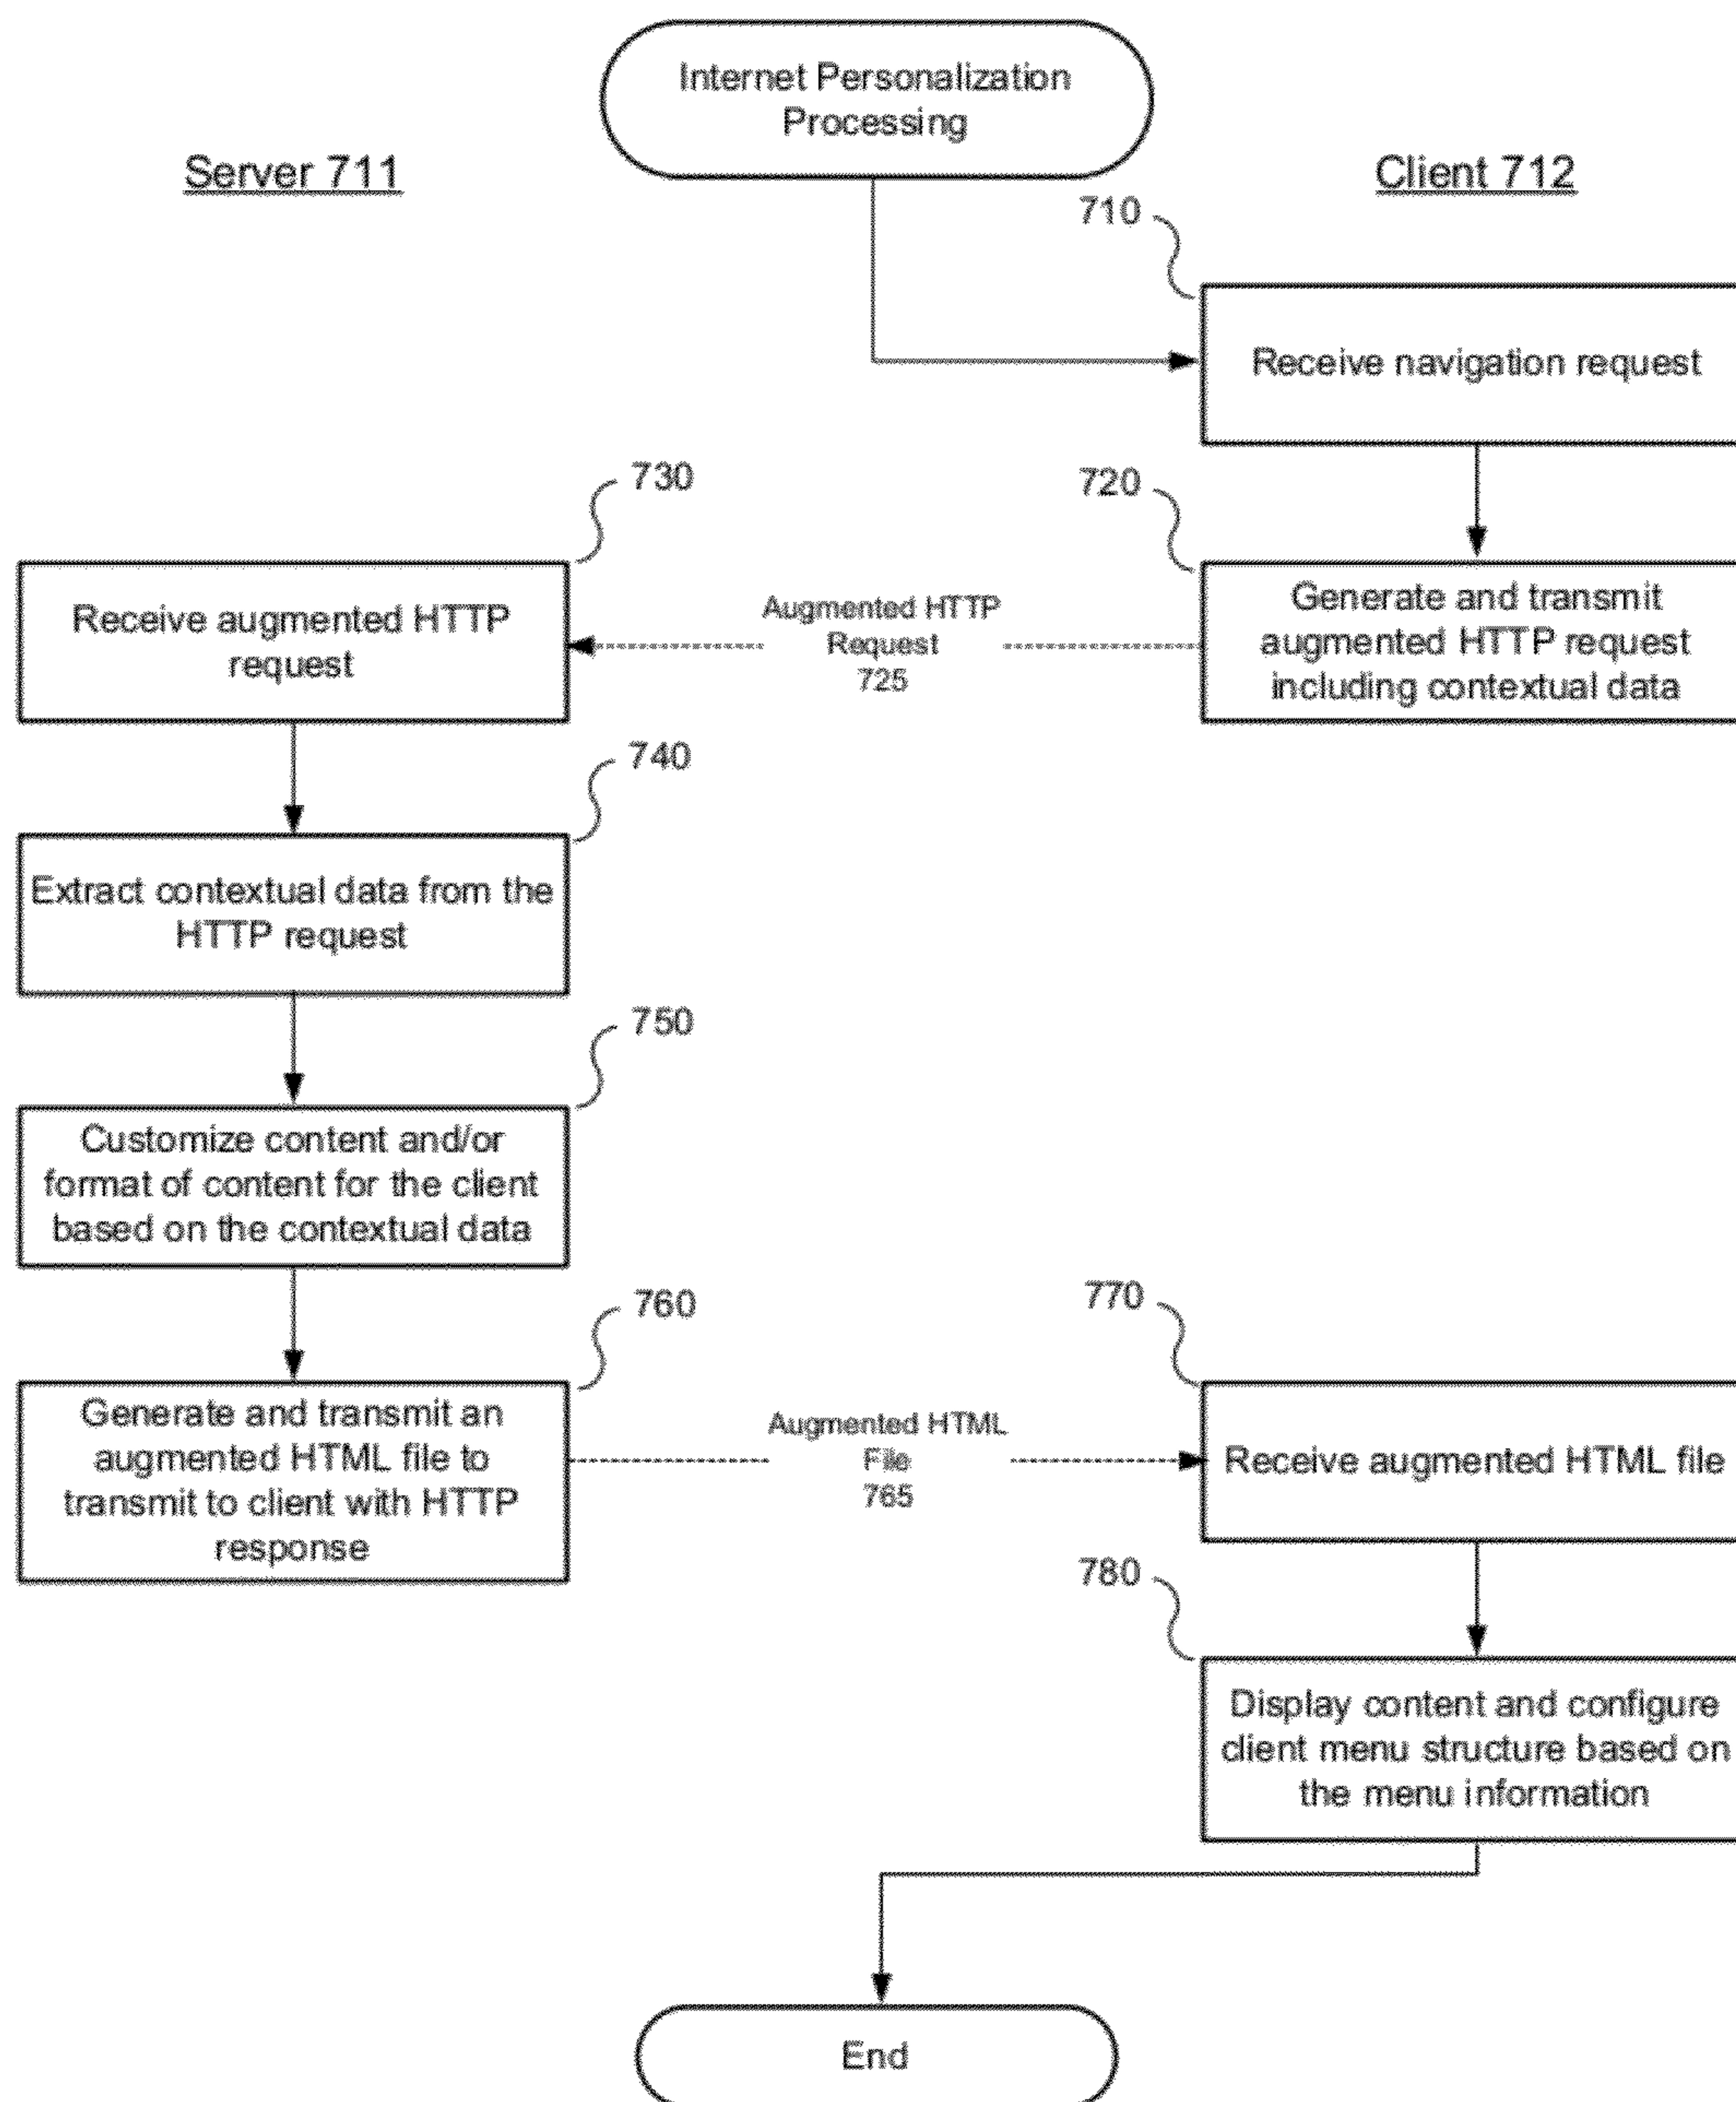 Internet Personalization
Processing
Server 711
Client 712
710
Receive navigation request
730
720
Receive augmented HTTP
request
Augmented HTTP
Request
725
Generate and transmit
augmented HTTP request
including contextual data
740
Extract contextual data from the
HTTP request
750
Customize content and/or
format of content for the client
based on the contextual data
760
770
Generate and transmit an
augmented HTML file to
transmit to client with HTTP
response
Augmented HTML
File
765
Receive augmented HTML file
780
Display content and configure
client menu structure based on
the menu information
End